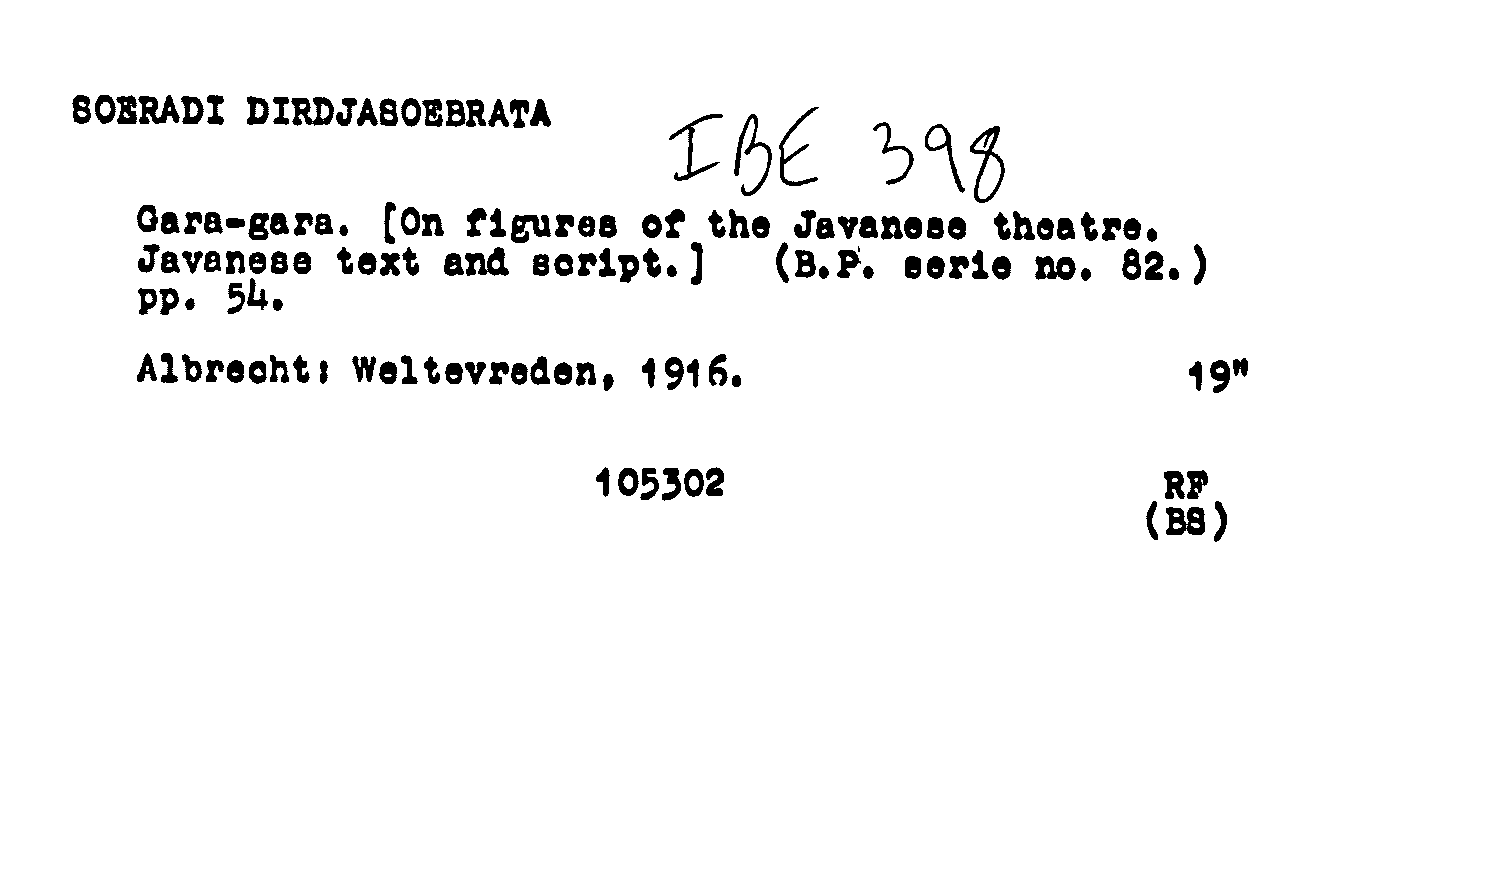 SOERADI DIRDJASOEBRATA
IBE 398
Gara-gara. [On figures of the Javanese theatre.
Javanese text and script.] (B.P. serie no. 82.)
pp. 54.
Albrecht: Weltevreden, 1916. 19"
105302 RF
(BS)